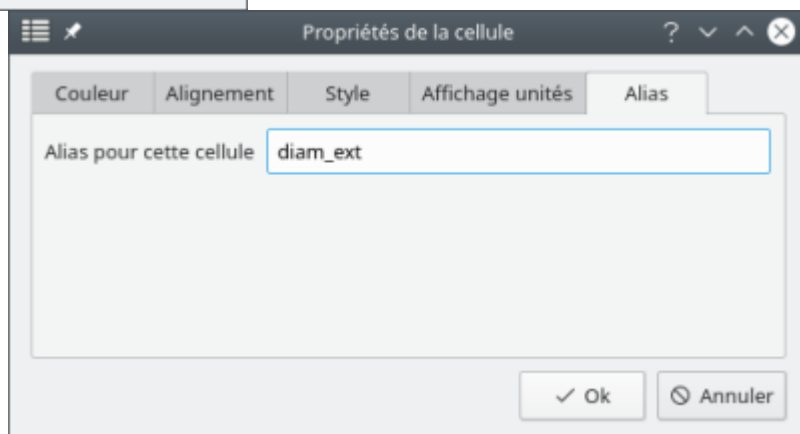 Propriétés de la cellule
Couleur Alignement Style Affichage unités Alias
Alias pour cette cellule diam_ext
Ok Annuler